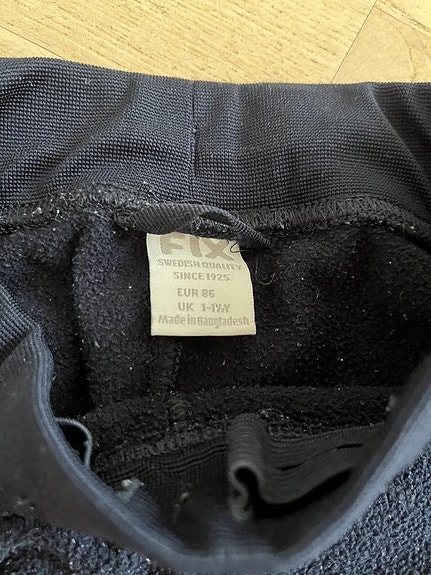 FIX
SWEDISH QUALITY
SINCE 1925
EUR 86
UK 1-1½Y
Made in Bangladesh